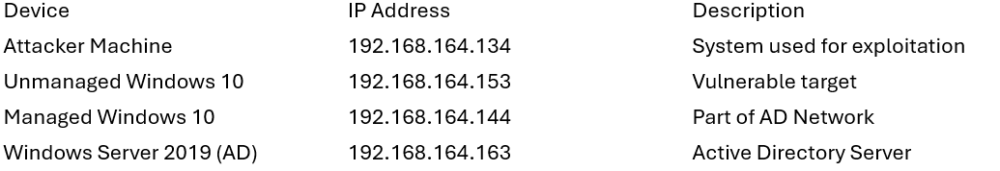 Device IP Address Description
Attacker Machine 192.168.164.134 System used for exploitation
Unmanaged Windows 10 192.168.164.153 Vulnerable target
Managed Windows 10 192.168.164.144 Part of AD Network
Windows Server 2019 (AD) 192.168.164.163 Active Directory Server